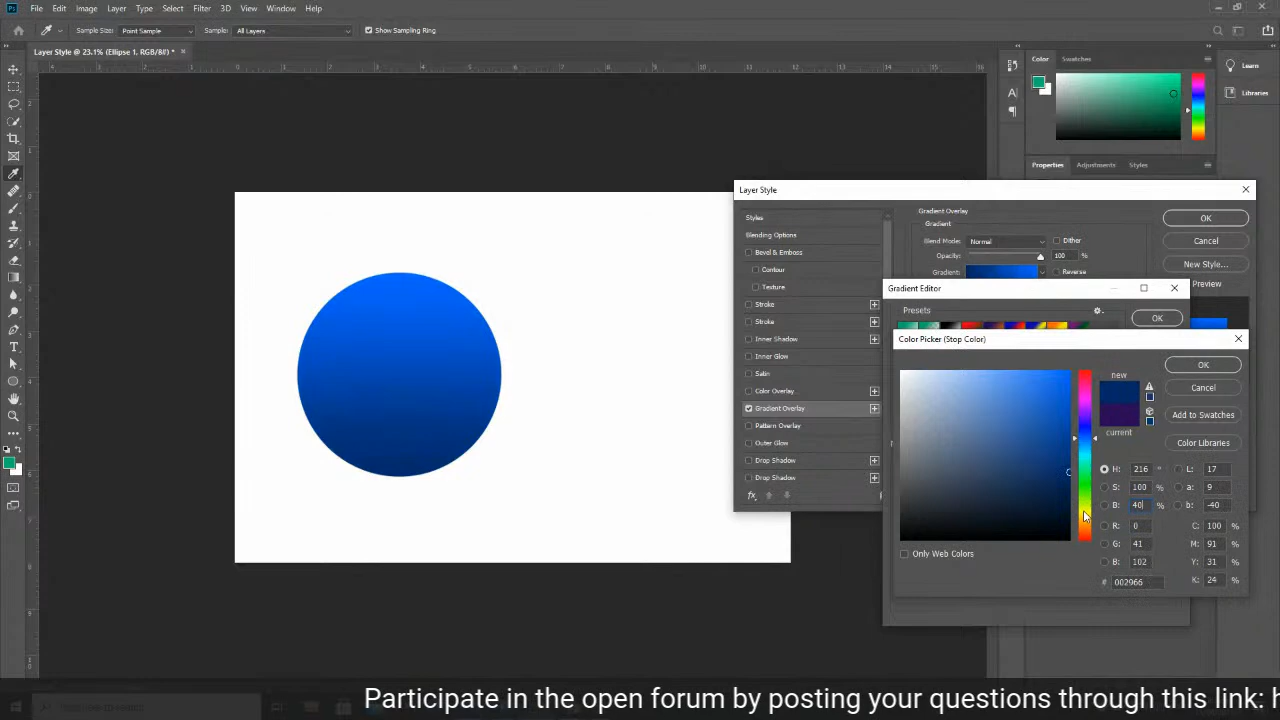 Ps File Edit Image Layer Type Select Filter 3D View Window Help
Sample Size: Point Sample Sample: All Layers Show Sampling Ring
Layer Style @ 23.1% (Ellipse 1, RGB/8#) *
Color Swatches
Learn
Libraries
Properties Adjustments Styles
Layer Style
Styles
Blending Options
Bevel & Emboss
Contour
Texture
Stroke
Stroke
Inner Shadow
Inner Glow
Satin
Color Overlay
Gradient Overlay
Pattern Overlay
Outer Glow
Drop Shadow
Drop Shadow
fx
Gradient Overlay
Gradient
Blend Mode: Normal Dither
Opacity: 100 %
Gradient: Reverse
OK
Cancel
New Style...
Preview
Gradient Editor
Presets
OK
Color Picker (Stop Color)
new
current
OK
Cancel
Add to Swatches
Color Libraries
H: 216 ° L: 17
S: 100 % a: 9
B: 40 % b: -40
R: 0 C: 100 %
G: 41 M: 91 %
B: 102 Y: 31 %
# 002966 K: 24 %
Only Web Colors
Participate in the open forum by posting your questions through this link: h